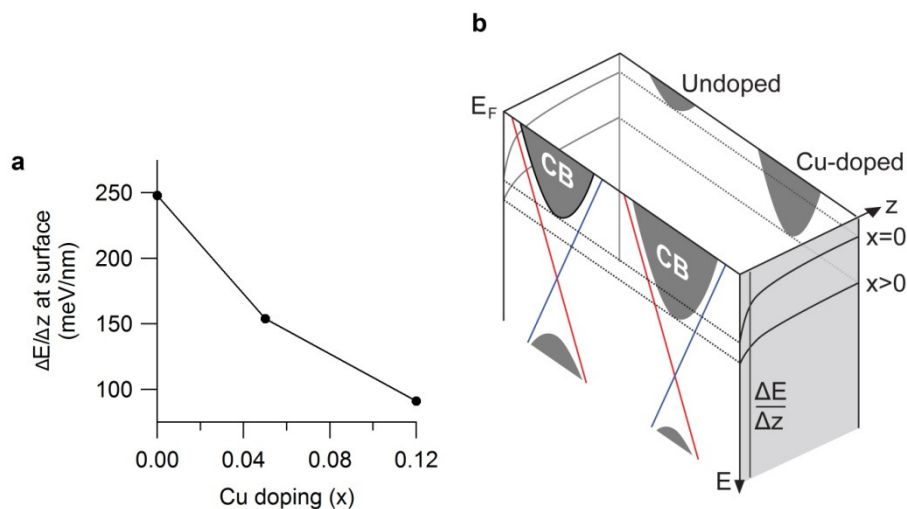 a
ΔE/Δz at surface
(meV/nm)
250
200
150
100
0.00
0.04
0.08
0.12
Cu doping (x)
b
E_F
Undoped
Cu-doped
CB
CB
z
x=0
x>0
ΔE
Δz
E